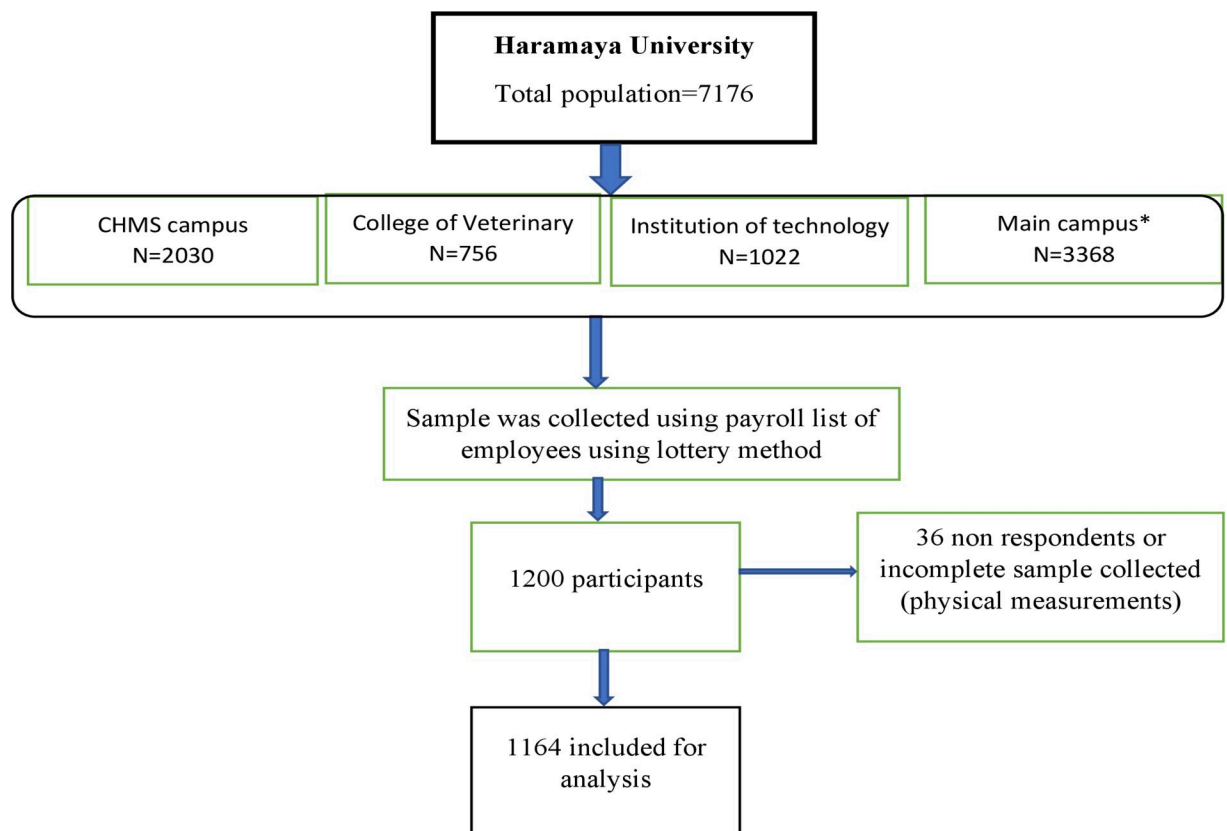 Haramaya University
Total population=7176
CHMS campus
N=2030
College of Veterinary
N=756
Institution of technology
N=1022
Main campus*
N=3368
Sample was collected using payroll list of
employees using lottery method
1200 participants
36 non respondents or
incomplete sample collected
(physical measurements)
1164 included for
analysis